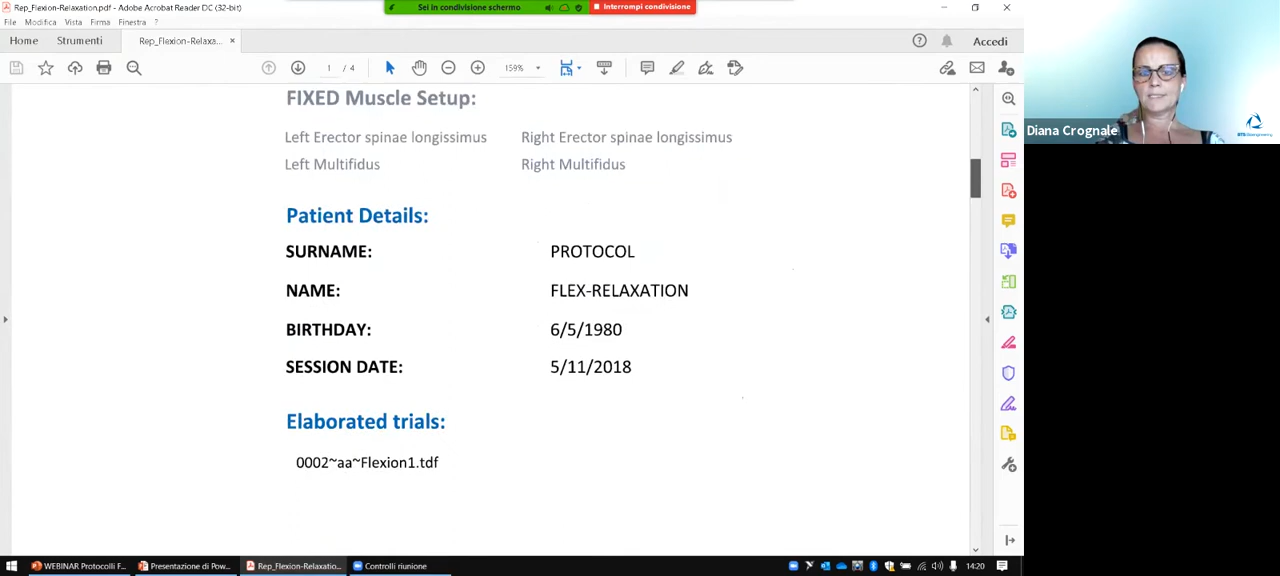 Rep_Flexion-Relaxation.pdf - Adobe Acrobat Reader DC (32-bit)
Sei in condivisione schermo
Interrompi condivisione
File Modifica Vista Firma Finestra ?
Home Strumenti Rep_Flexion-Relaxa... ×
Accedi
1 / 4
159%
FIXED Muscle Setup:
Left Erector spinae longissimus Right Erector spinae longissimus
Left Multifidus Right Multifidus
Patient Details:
SURNAME: PROTOCOL
NAME: FLEX-RELAXATION
BIRTHDAY: 6/5/1980
SESSION DATE: 5/11/2018
Elaborated trials:
0002~aa~Flexion1.tdf
Diana Crognale
BTS Bioengineering
WEBINAR Protocolli F... Presentazione di Pow... Rep_Flexion-Relaxatio... Controlli riunione
14:20